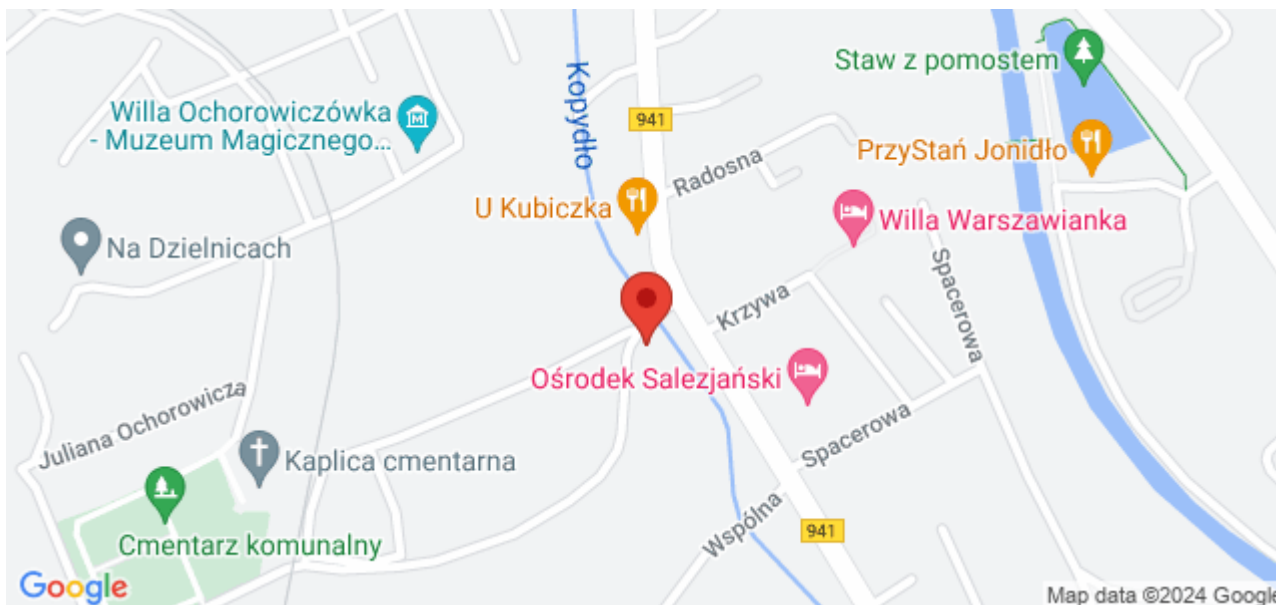 Staw z pomostem
Willa Ochorowiczówka
- Muzeum Magicznego...
Kopydło
941
PrzyStań Jonidło
Radosna
U Kubiczka
Willa Warszawianka
Na Dzielnicach
Spacerowa
Krzywa
Ośrodek Salezjański
Juliana Ochorowicza
Spacerowa
Kaplica cmentarna
Wspólna
941
Cmentarz komunalny
Google
Map data ©2024 Google